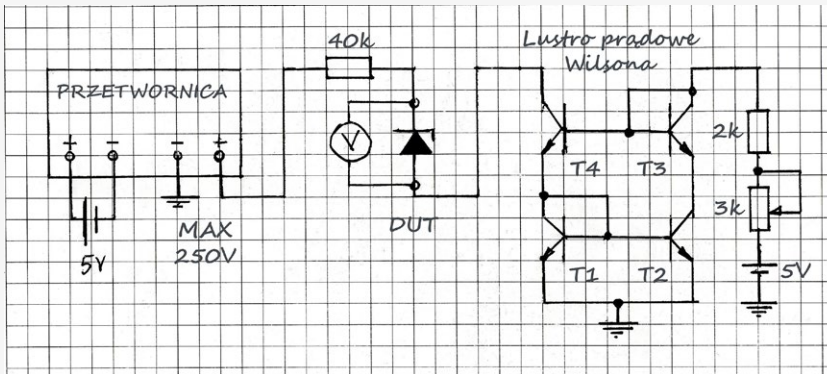 40k
Lustro prądowe
Wilsona
PRZETWORNICA
+ − − +
V
2k
T4 T3
3k
MAX
250V
DUT
5V
T1 T2
5V